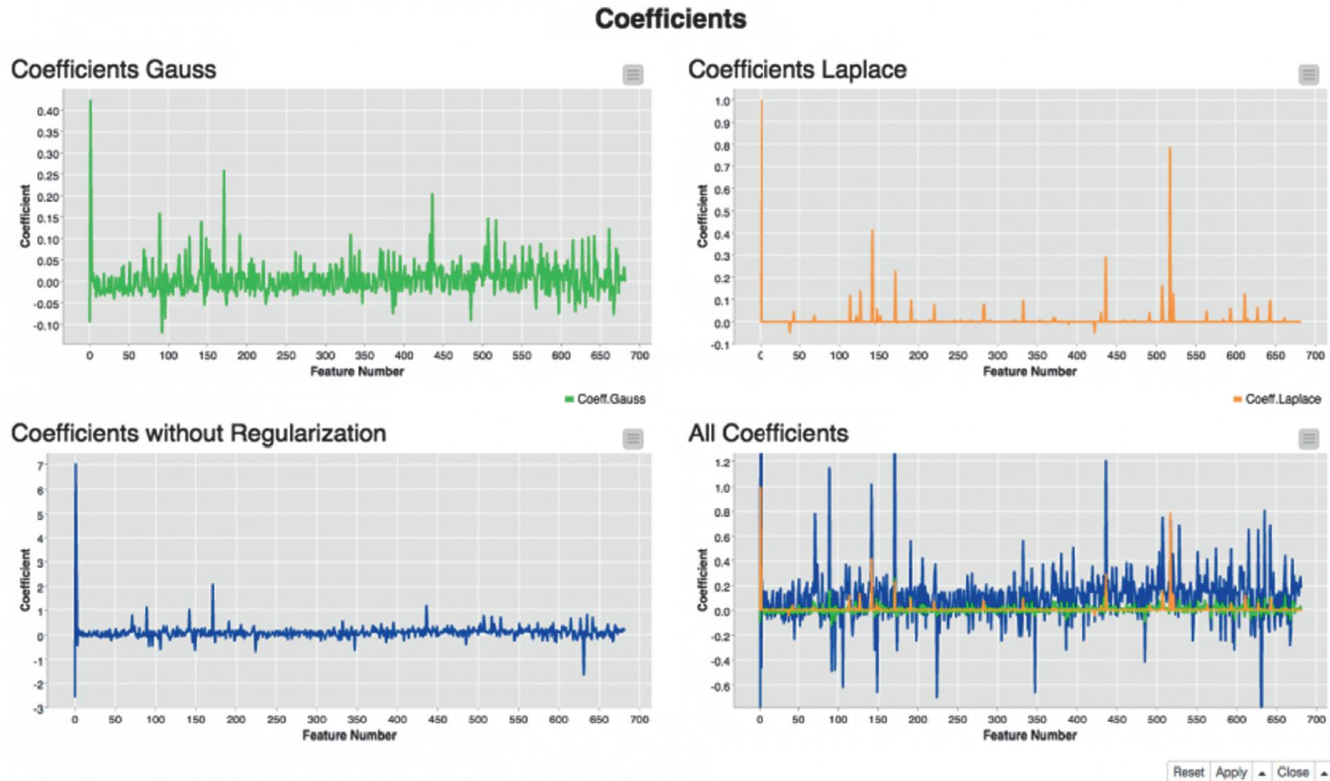 Coefficients
Coefficients Gauss
0.40
0.35
0.30
0.25
0.20
0.15
0.10
0.05
0.00
-0.05
-0.10
Coefficient
0 50 100 150 200 250 300 350 400 450 500 550 600 650 700
Feature Number
Coeff.Gauss
Coefficients Laplace
1.0
0.9
0.8
0.7
0.6
0.5
0.4
0.3
0.2
0.1
0.0
-0.1
Coefficient
0 50 100 150 200 250 300 350 400 450 500 550 600 650 700
Feature Number
Coeff.Laplace
Coefficients without Regularization
7
6
5
4
3
2
1
0
-1
-2
-3
Coefficient
0 50 100 150 200 250 300 350 400 450 500 550 600 650 700
Feature Number
All Coefficients
1.2
1.0
0.8
0.6
0.4
0.2
0.0
-0.2
-0.4
-0.6
Coefficient
0 50 100 150 200 250 300 350 400 450 500 550 600 650 700
Feature Number
Reset Apply Close